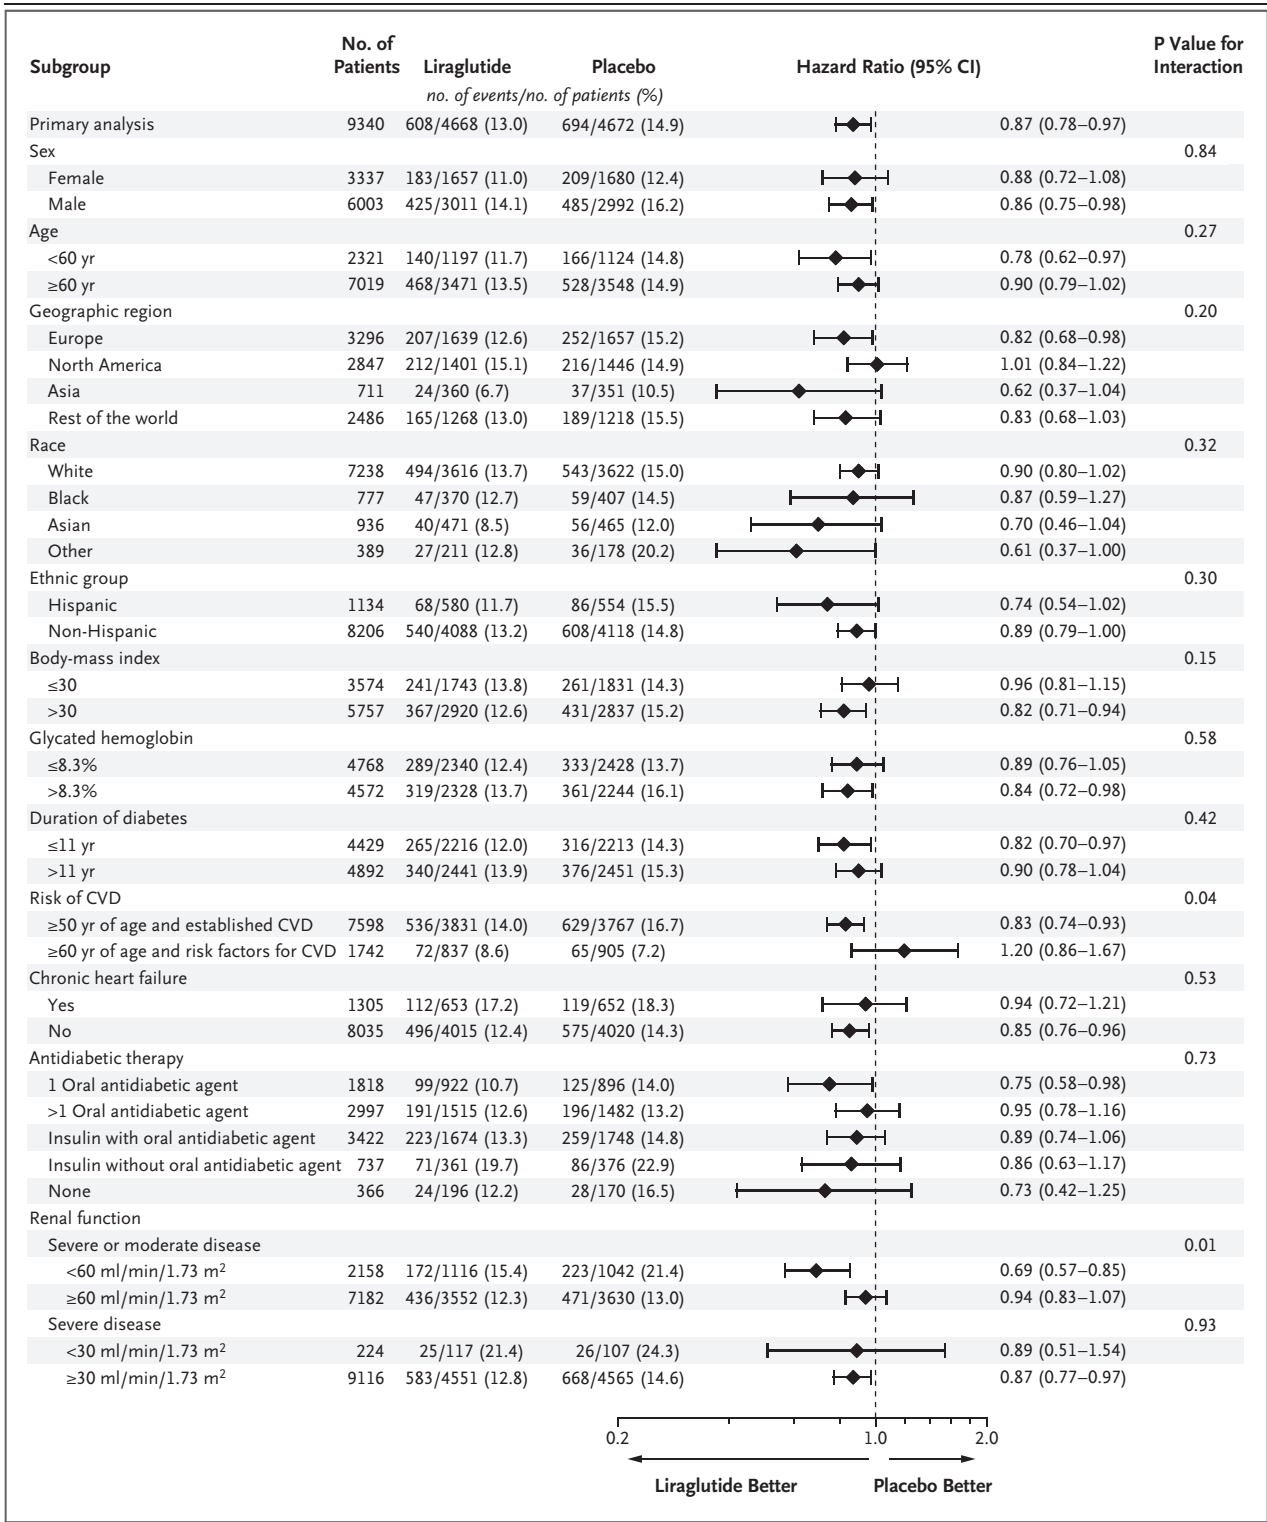 Subgroup No. of Patients Liraglutide Placebo Hazard Ratio (95% CI) P Value for Interaction
no. of events/no. of patients (%)
Primary analysis 9340 608/4668 (13.0) 694/4672 (14.9) 0.87 (0.78–0.97)
Sex 0.84
Female 3337 183/1657 (11.0) 209/1680 (12.4) 0.88 (0.72–1.08)
Male 6003 425/3011 (14.1) 485/2992 (16.2) 0.86 (0.75–0.98)
Age 0.27
<60 yr 2321 140/1197 (11.7) 166/1124 (14.8) 0.78 (0.62–0.97)
≥60 yr 7019 468/3471 (13.5) 528/3548 (14.9) 0.90 (0.79–1.02)
Geographic region 0.20
Europe 3296 207/1639 (12.6) 252/1657 (15.2) 0.82 (0.68–0.98)
North America 2847 212/1401 (15.1) 216/1446 (14.9) 1.01 (0.84–1.22)
Asia 711 24/360 (6.7) 37/351 (10.5) 0.62 (0.37–1.04)
Rest of the world 2486 165/1268 (13.0) 189/1218 (15.5) 0.83 (0.68–1.03)
Race 0.32
White 7238 494/3616 (13.7) 543/3622 (15.0) 0.90 (0.80–1.02)
Black 777 47/370 (12.7) 59/407 (14.5) 0.87 (0.59–1.27)
Asian 936 40/471 (8.5) 56/465 (12.0) 0.70 (0.46–1.04)
Other 389 27/211 (12.8) 36/178 (20.2) 0.61 (0.37–1.00)
Ethnic group 0.30
Hispanic 1134 68/580 (11.7) 86/554 (15.5) 0.74 (0.54–1.02)
Non-Hispanic 8206 540/4088 (13.2) 608/4118 (14.8) 0.89 (0.79–1.00)
Body-mass index 0.15
≤30 3574 241/1743 (13.8) 261/1831 (14.3) 0.96 (0.81–1.15)
>30 5757 367/2920 (12.6) 431/2837 (15.2) 0.82 (0.71–0.94)
Glycated hemoglobin 0.58
≤8.3% 4768 289/2340 (12.4) 333/2428 (13.7) 0.89 (0.76–1.05)
>8.3% 4572 319/2328 (13.7) 361/2244 (16.1) 0.84 (0.72–0.98)
Duration of diabetes 0.42
≤11 yr 4429 265/2216 (12.0) 316/2213 (14.3) 0.82 (0.70–0.97)
>11 yr 4892 340/2441 (13.9) 376/2451 (15.3) 0.90 (0.78–1.04)
Risk of CVD 0.04
≥50 yr of age and established CVD 7598 536/3831 (14.0) 629/3767 (16.7) 0.83 (0.74–0.93)
≥60 yr of age and risk factors for CVD 1742 72/837 (8.6) 65/905 (7.2) 1.20 (0.86–1.67)
Chronic heart failure 0.53
Yes 1305 112/653 (17.2) 119/652 (18.3) 0.94 (0.72–1.21)
No 8035 496/4015 (12.4) 575/4020 (14.3) 0.85 (0.76–0.96)
Antidiabetic therapy 0.73
1 Oral antidiabetic agent 1818 99/922 (10.7) 125/896 (14.0) 0.75 (0.58–0.98)
>1 Oral antidiabetic agent 2997 191/1515 (12.6) 196/1482 (13.2) 0.95 (0.78–1.16)
Insulin with oral antidiabetic agent 3422 223/1674 (13.3) 259/1748 (14.8) 0.89 (0.74–1.06)
Insulin without oral antidiabetic agent 737 71/361 (19.7) 86/376 (22.9) 0.86 (0.63–1.17)
None 366 24/196 (12.2) 28/170 (16.5) 0.73 (0.42–1.25)
Renal function
Severe or moderate disease 0.01
<60 ml/min/1.73 m² 2158 172/1116 (15.4) 223/1042 (21.4) 0.69 (0.57–0.85)
≥60 ml/min/1.73 m² 7182 436/3552 (12.3) 471/3630 (13.0) 0.94 (0.83–1.07)
Severe disease 0.93
<30 ml/min/1.73 m² 224 25/117 (21.4) 26/107 (24.3) 0.89 (0.51–1.54)
≥30 ml/min/1.73 m² 9116 583/4551 (12.8) 668/4565 (14.6) 0.87 (0.77–0.97)
0.2 1.0 2.0
Liraglutide Better Placebo Better